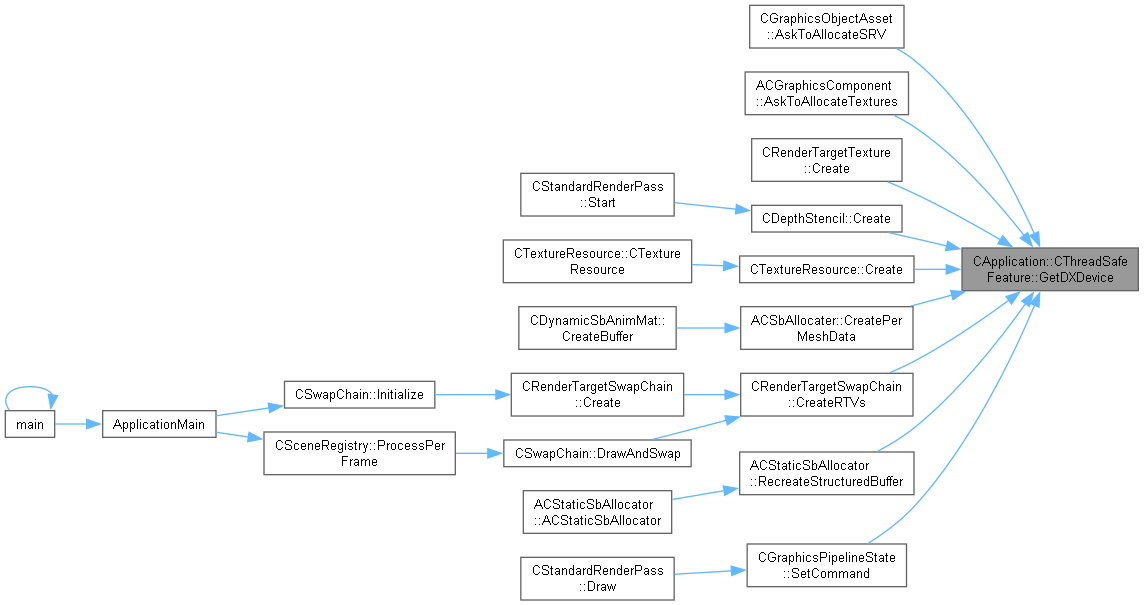 CGraphicsObjectAsset
::AskToAllocateSRV
ACGraphicsComponent
::AskToAllocateTextures
CRenderTargetTexture
::Create
CStandardRenderPass
::Start
CDepthStencil::Create
CTextureResource::CTexture
Resource
CTextureResource::Create
CApplication::CThreadSafe
Feature::GetDXDevice
CDynamicSbAnimMat::
CreateBuffer
ACSbAllocater::CreatePer
MeshData
main
ApplicationMain
CSwapChain::Initialize
CRenderTargetSwapChain
::Create
CRenderTargetSwapChain
::CreateRTVs
CSceneRegistry::ProcessPer
Frame
CSwapChain::DrawAndSwap
ACStaticSbAllocator
::RecreateStructuredBuffer
ACStaticSbAllocator
::ACStaticSbAllocator
CStandardRenderPass
::Draw
CGraphicsPipelineState
::SetCommand